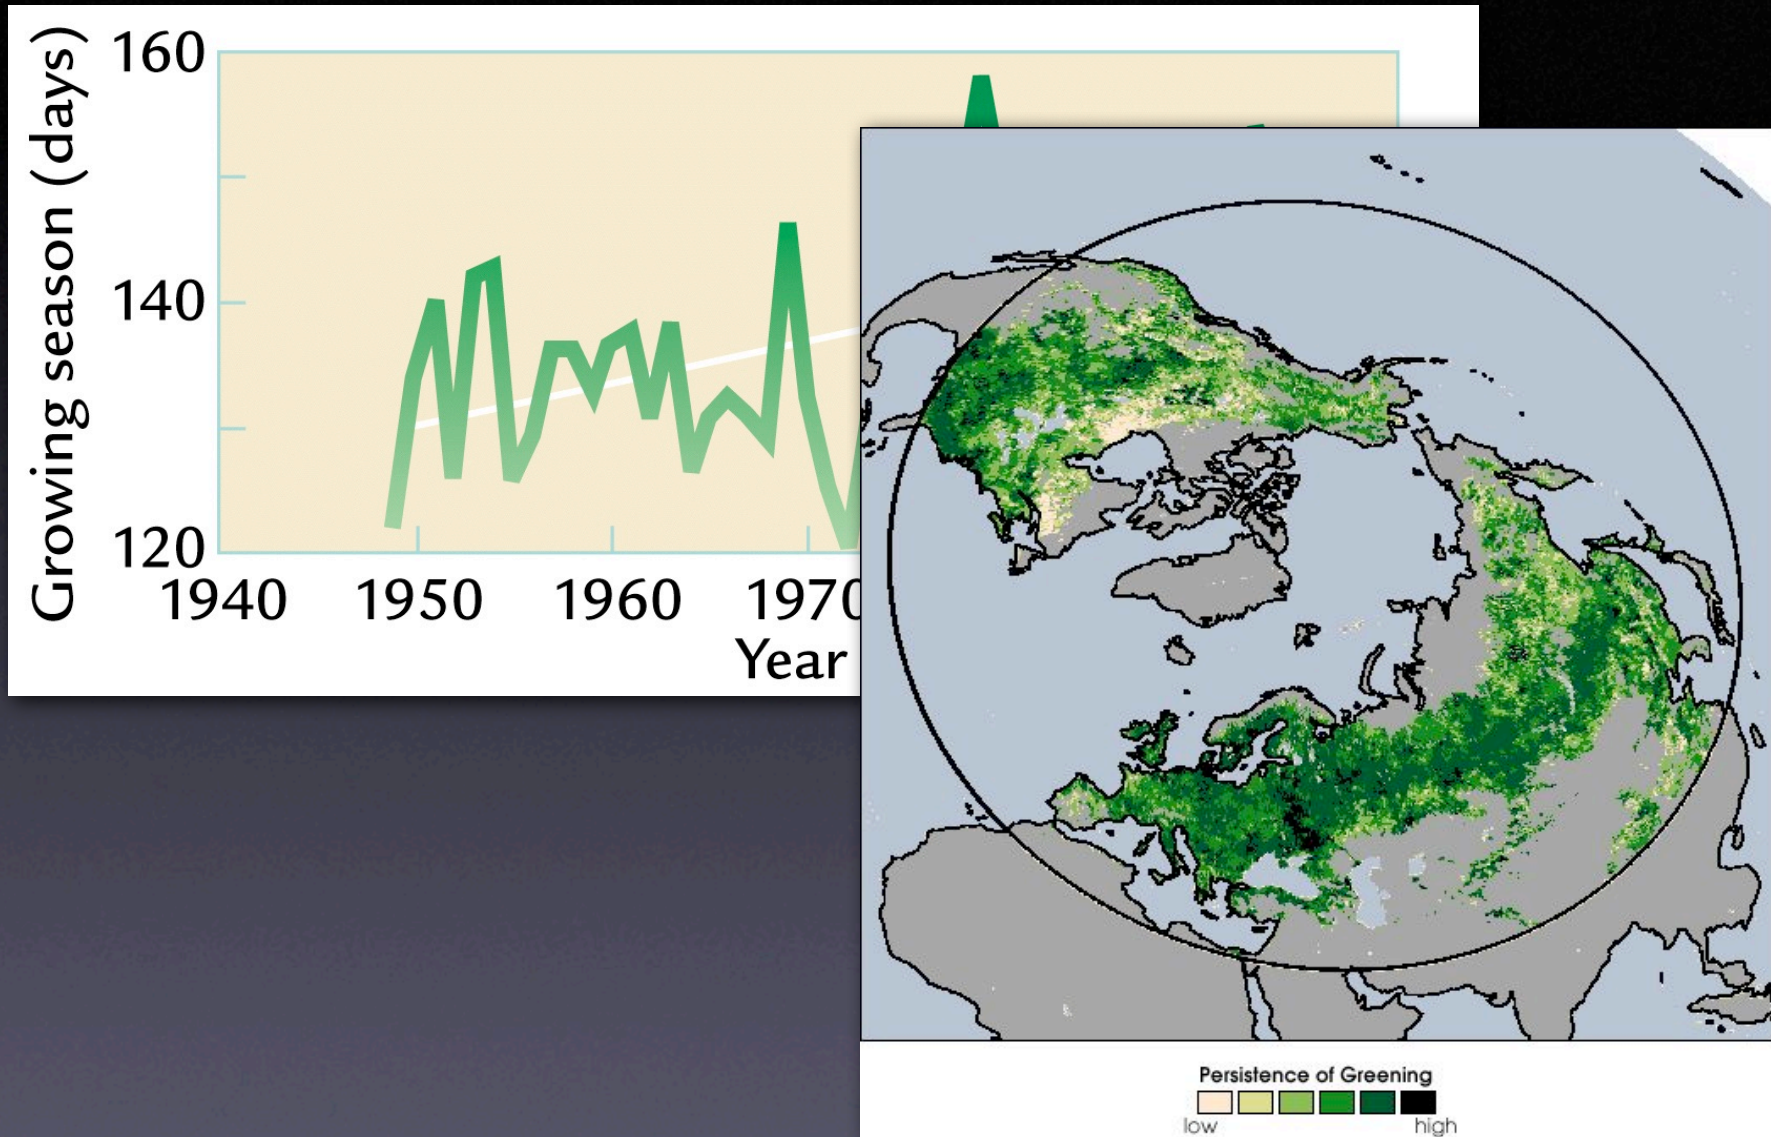 Growing season (days)
160
140
120
1940 1950 1960 1970
Year
Persistence of Greening
low high